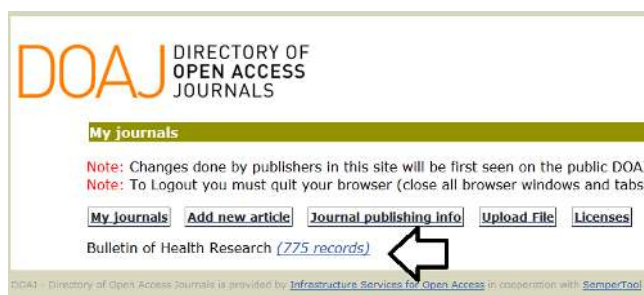 DOAJ
DIRECTORY OF
OPEN ACCESS
JOURNALS
My journals
Note: Changes done by publishers in this site will be first seen on the public DOA
Note: To Logout you must quit your browser (close all browser windows and tabs
My journals Add new article Journal publishing info Upload File Licenses
Bulletin of Health Research (775 records)
DOAJ - Directory of Open Access Journals is provided by Infrastructure Services for Open Access in cooperation with SemperTool